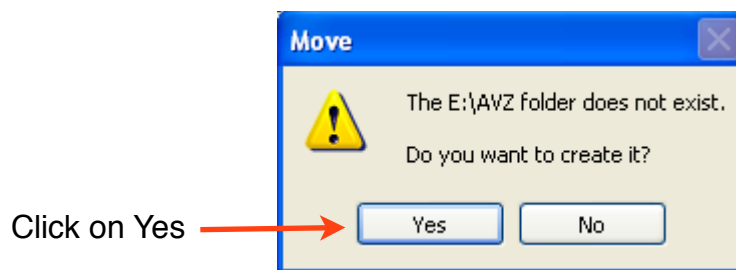 Move
The E:\AVZ folder does not exist.
Do you want to create it?
Click on Yes
Yes
No